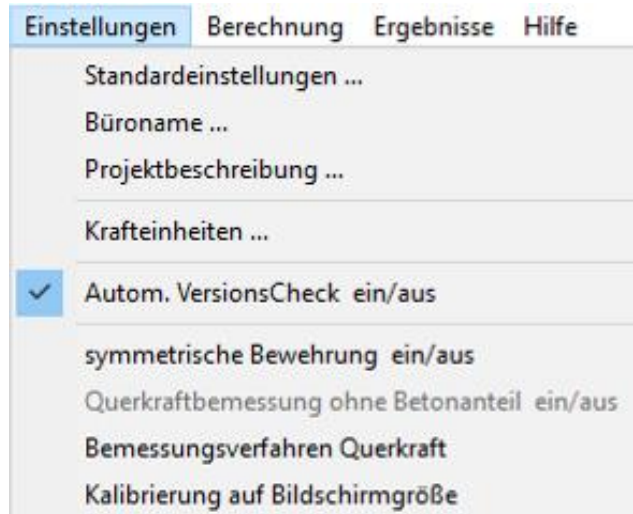 Einstellungen Berechnung Ergebnisse Hilfe
Standardeinstellungen ...
Büroname ...
Projektbeschreibung ...
Krafteinheiten ...
Autom. VersionsCheck ein/aus
symmetrische Bewehrung ein/aus
Querkraftbemessung ohne Betonanteil ein/aus
Bemessungsverfahren Querkraft
Kalibrierung auf Bildschirmgröße